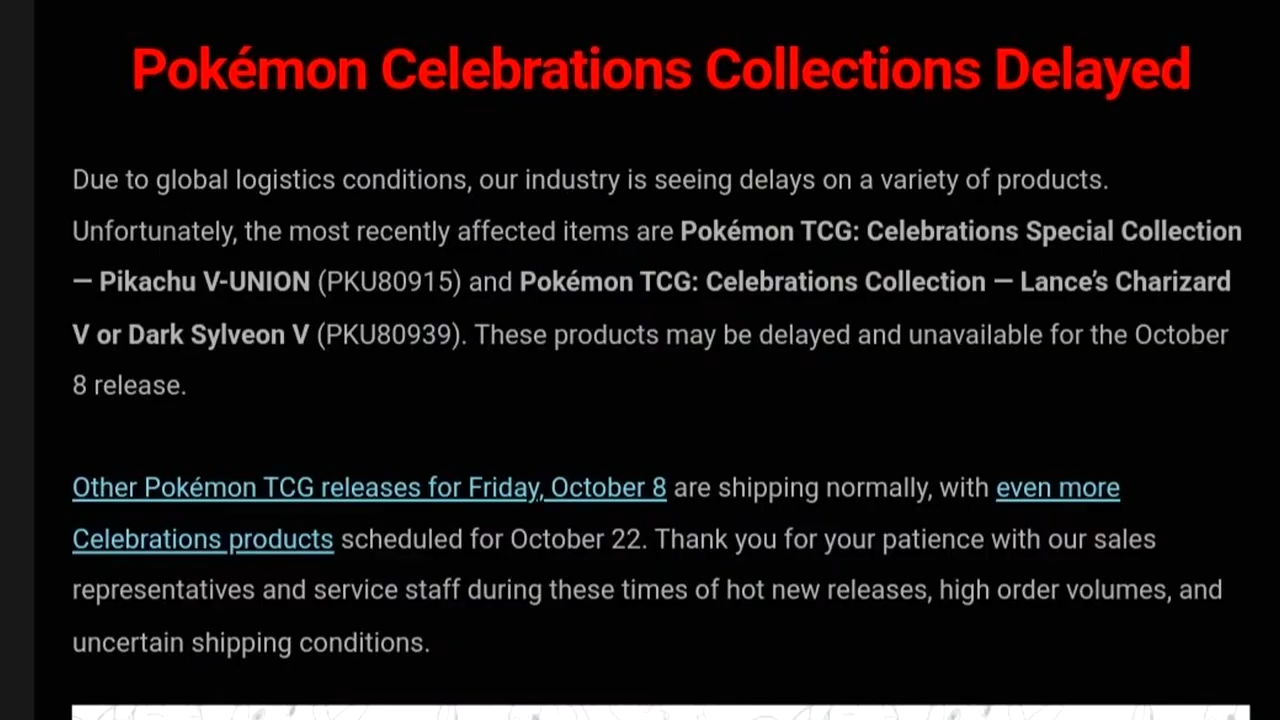 Pokémon Celebrations Collections Delayed
Due to global logistics conditions, our industry is seeing delays on a variety of products.
Unfortunately, the most recently affected items are Pokémon TCG: Celebrations Special Collection
— Pikachu V-UNION (PKU80915) and Pokémon TCG: Celebrations Collection — Lance’s Charizard
V or Dark Sylveon V (PKU80939). These products may be delayed and unavailable for the October
8 release.
Other Pokémon TCG releases for Friday, October 8 are shipping normally, with even more
Celebrations products scheduled for October 22. Thank you for your patience with our sales
representatives and service staff during these times of hot new releases, high order volumes, and
uncertain shipping conditions.